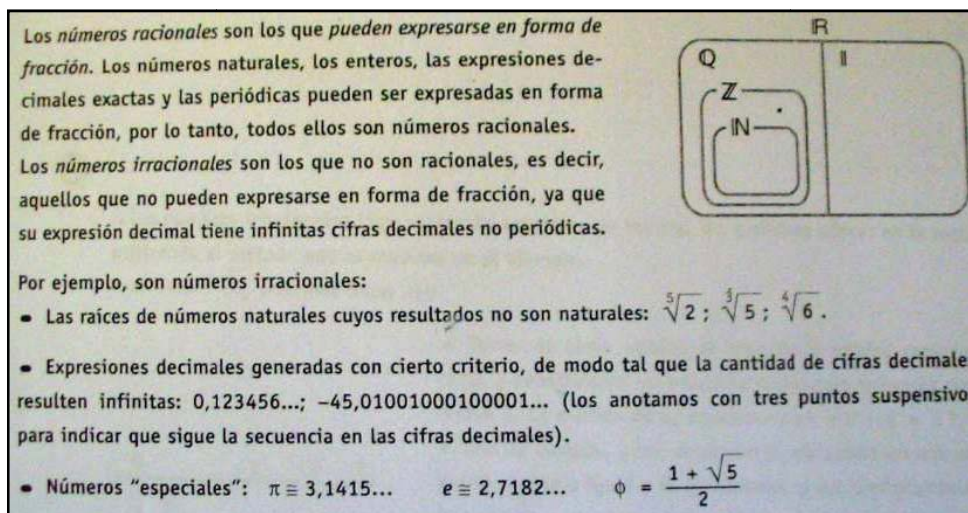 Los números racionales son los que pueden expresarse en forma de
fracción. Los números naturales, los enteros, las expresiones de-
cimales exactas y las periódicas pueden ser expresadas en forma
de fracción, por lo tanto, todos ellos son números racionales.
Los números irracionales son los que no son racionales, es decir,
aquellos que no pueden expresarse en forma de fracción, ya que
su expresión decimal tiene infinitas cifras decimales no periódicas.
ℝ
ℚ
𝕀
ℤ
ℕ
Por ejemplo, son números irracionales:
• Las raíces de números naturales cuyos resultados no son naturales: ⁵√2 ; ³√5 ; ⁴√6 .
• Expresiones decimales generadas con cierto criterio, de modo tal que la cantidad de cifras decimale
resulten infinitas: 0,123456...; –45,01001000100001... (los anotamos con tres puntos suspensivo
para indicar que sigue la secuencia en las cifras decimales).
• Números "especiales": π ≅ 3,1415... e ≅ 2,7182... ϕ = (1 + √5)/2